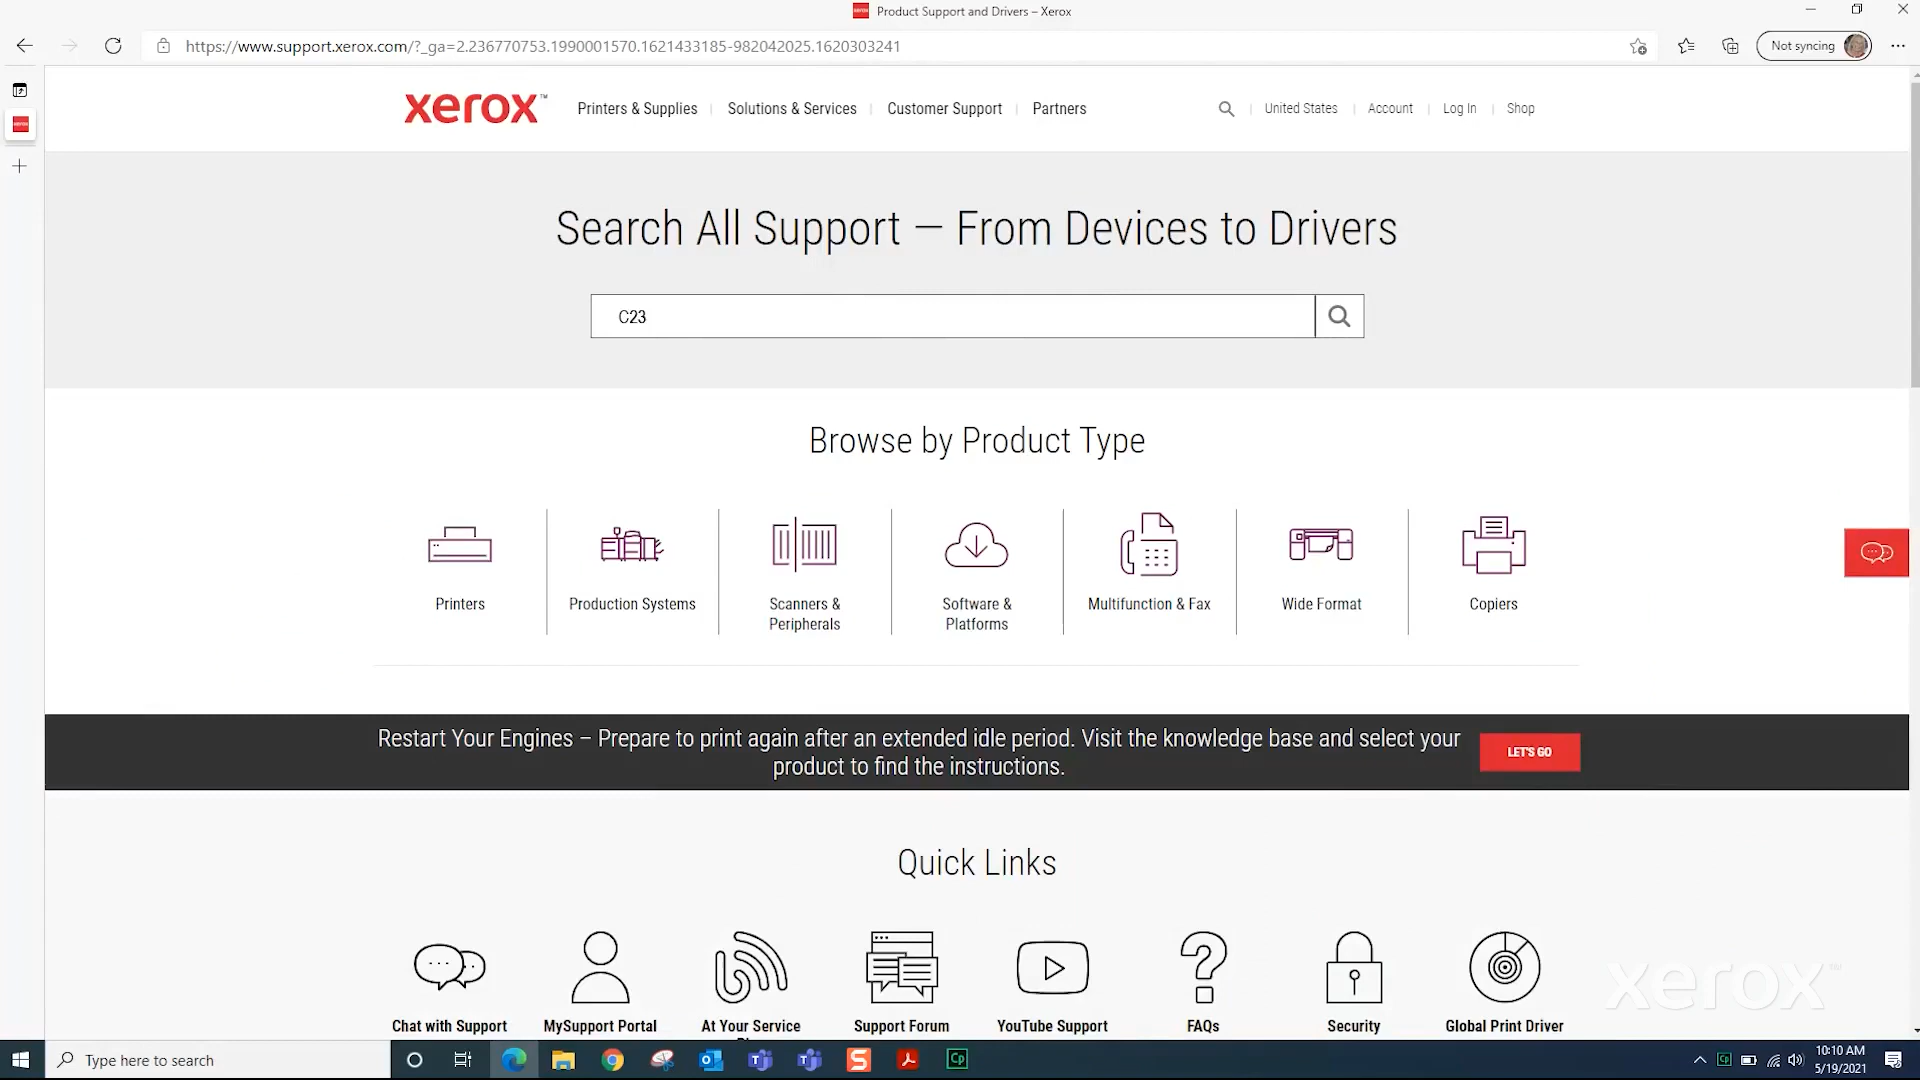 Product Support and Drivers – Xerox
https://www.support.xerox.com/?_ga=2.236770753.1990001570.1621433185-982042025.1620303241
Not syncing
xerox™
Printers & Supplies
Solutions & Services
Customer Support
Partners
United States
Account
Log In
Shop
Search All Support — From Devices to Drivers
C23
Browse by Product Type
Printers
Production Systems
Scanners &
Peripherals
Software &
Platforms
Multifunction & Fax
Wide Format
Copiers
Restart Your Engines – Prepare to print again after an extended idle period. Visit the knowledge base and select your
product to find the instructions.
LET'S GO
Quick Links
Chat with Support
MySupport Portal
At Your Service
Support Forum
YouTube Support
FAQs
Security
Global Print Driver
xerox™
Type here to search
10:10 AM
5/19/2021